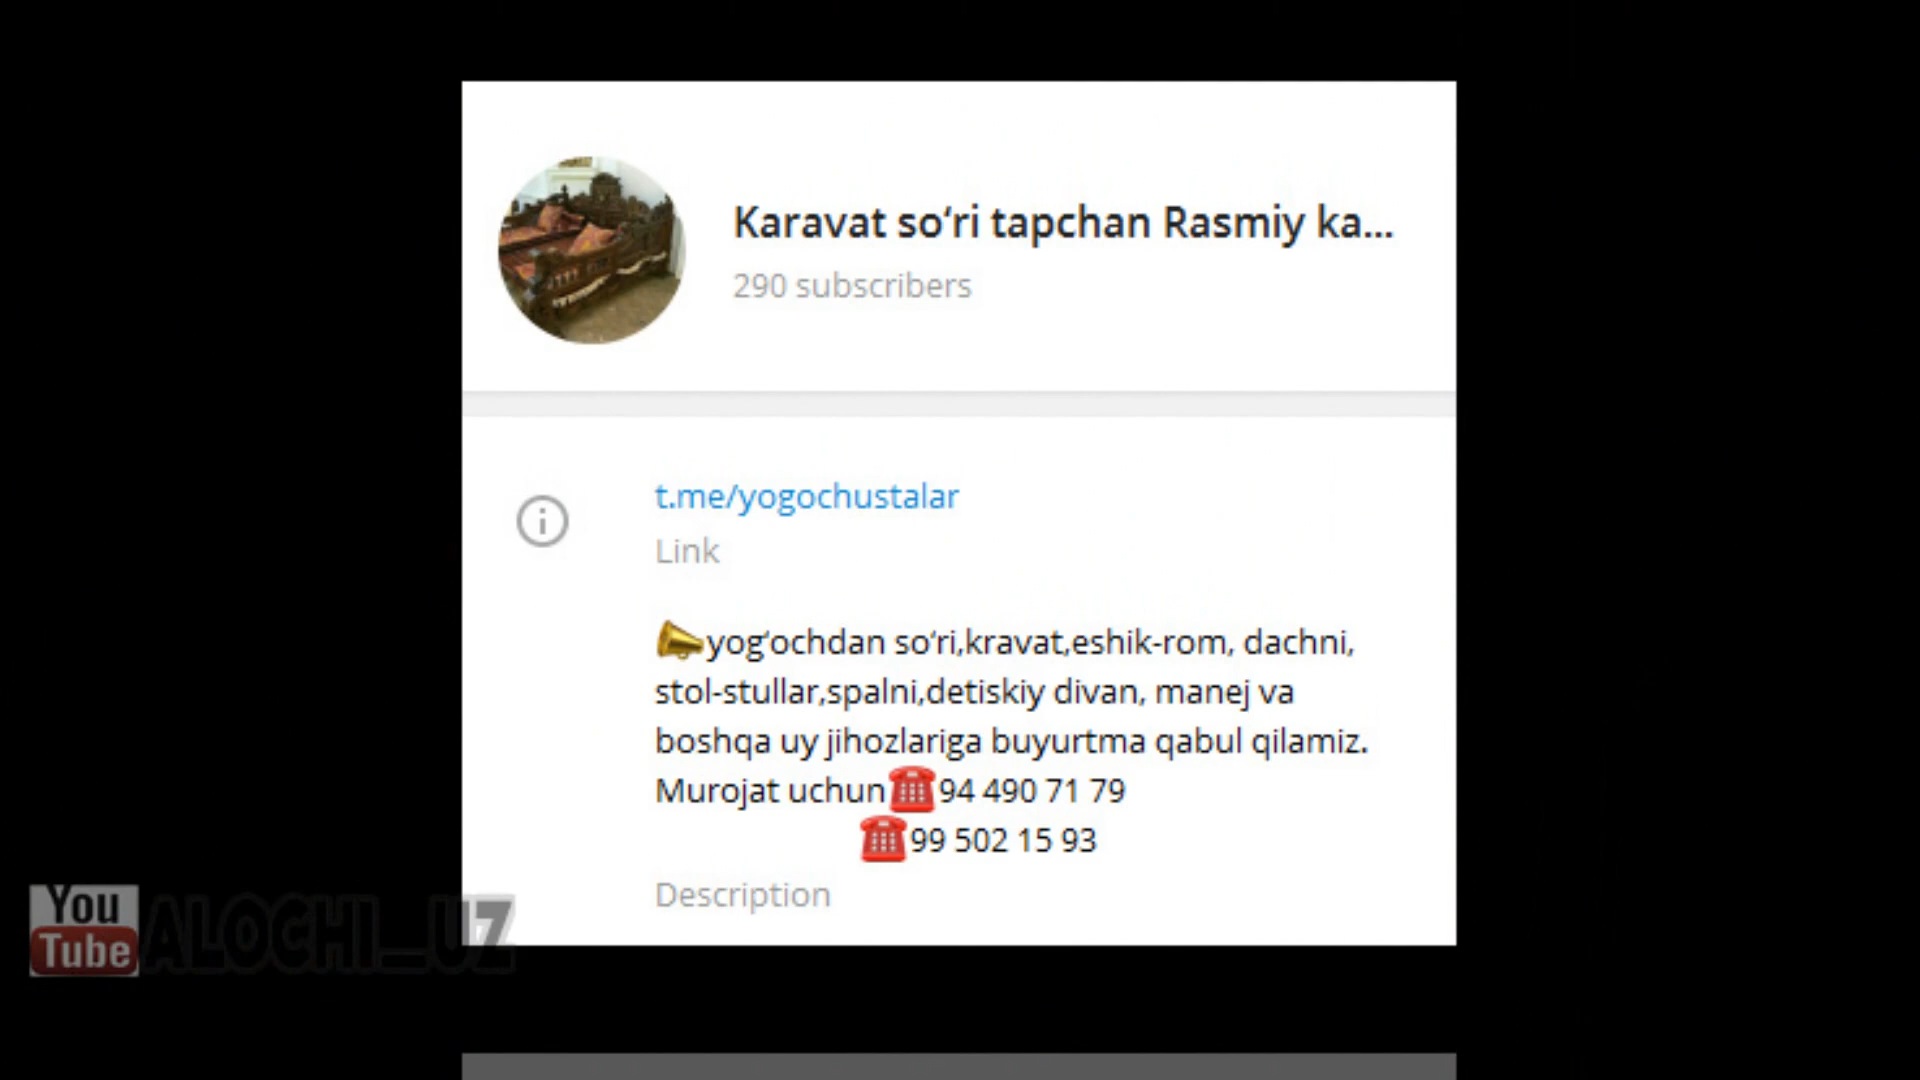 Karavat so‘ri tapchan Rasmiy ka...
290 subscribers
t.me/yogochustalar
Link
yog‘ochdan so‘ri,kravat,eshik-rom, dachni,
stol-stullar,spalni,detiskiy divan, manej va
boshqa uy jihozlariga buyurtma qabul qilamiz.
Murojat uchun☎94 490 71 79
☎99 502 15 93
Description
You
Tube
ALOCHI_UZ